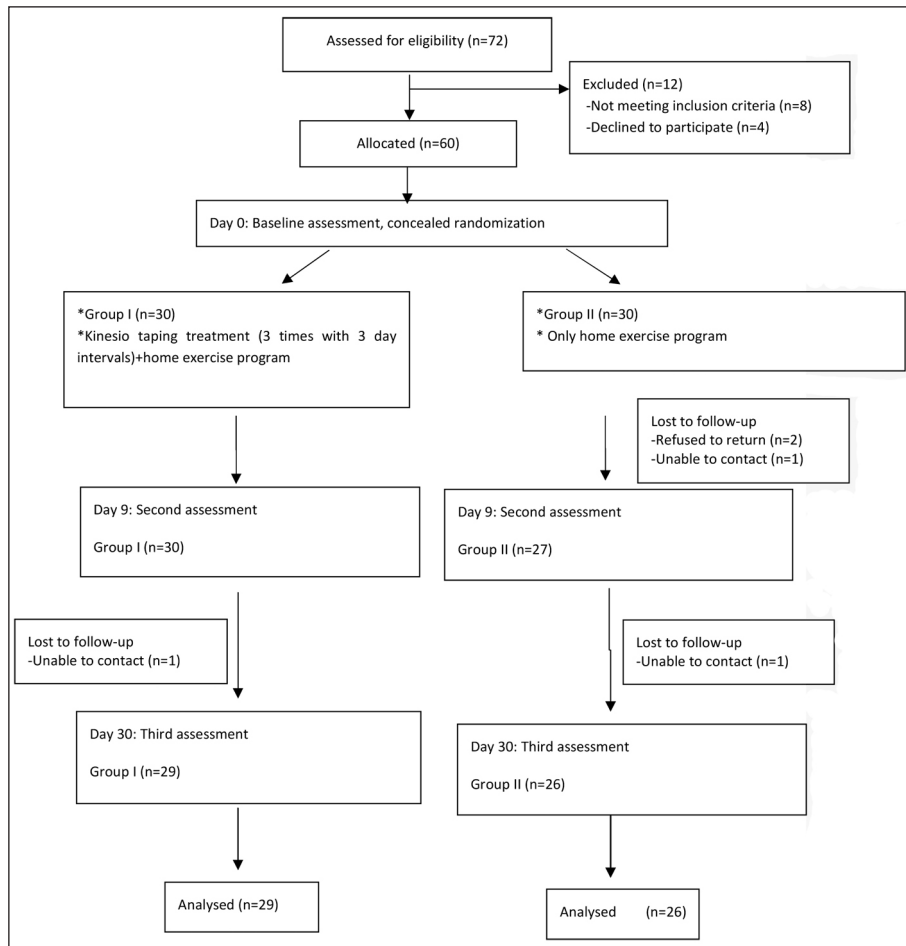 Assessed for eligibility (n=72)
Excluded (n=12)
-Not meeting inclusion criteria (n=8)
-Declined to participate (n=4)
Allocated (n=60)
Day 0: Baseline assessment, concealed randomization
*Group I (n=30)
*Kinesio taping treatment (3 times with 3 day
intervals)+home exercise program
*Group II (n=30)
* Only home exercise program
Lost to follow-up
-Refused to return (n=2)
-Unable to contact (n=1)
Day 9: Second assessment
Group I (n=30)
Day 9: Second assessment
Group II (n=27)
Lost to follow-up
-Unable to contact (n=1)
Lost to follow-up
-Unable to contact (n=1)
Day 30: Third assessment
Group I (n=29)
Day 30: Third assessment
Group II (n=26)
Analysed (n=29)
Analysed (n=26)